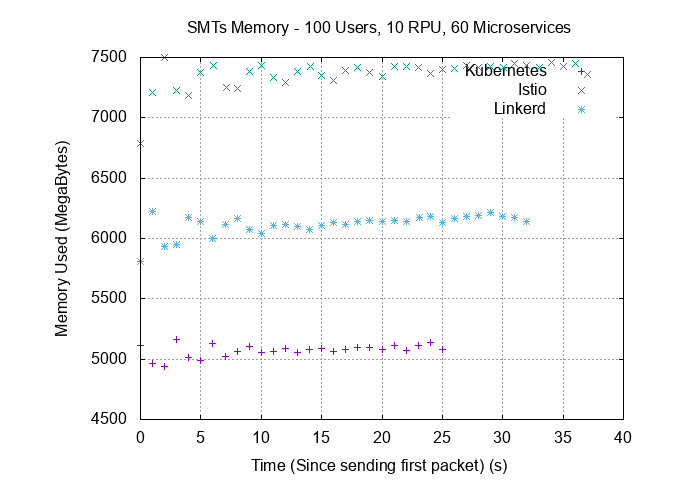 SMTs Memory - 100 Users, 10 RPU, 60 Microservices
Memory Used (MegaBytes)
7500
7000
6500
6000
5500
5000
4500
Kubernetes
Istio
Linkerd
0 5 10 15 20 25 30 35 40
Time (Since sending first packet) (s)